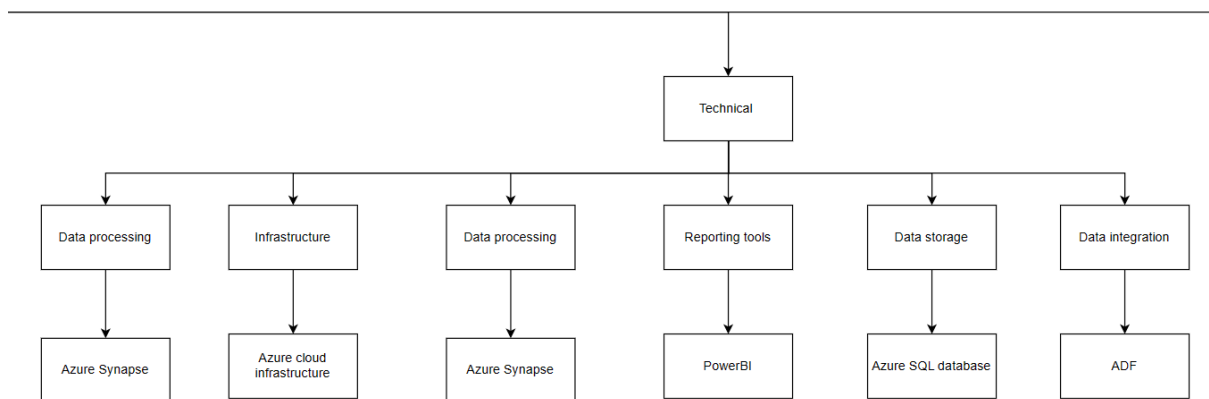 Technical
Data processing
Infrastructure
Data processing
Reporting tools
Data storage
Data integration
Azure Synapse
Azure cloud
infrastructure
Azure Synapse
PowerBI
Azure SQL database
ADF